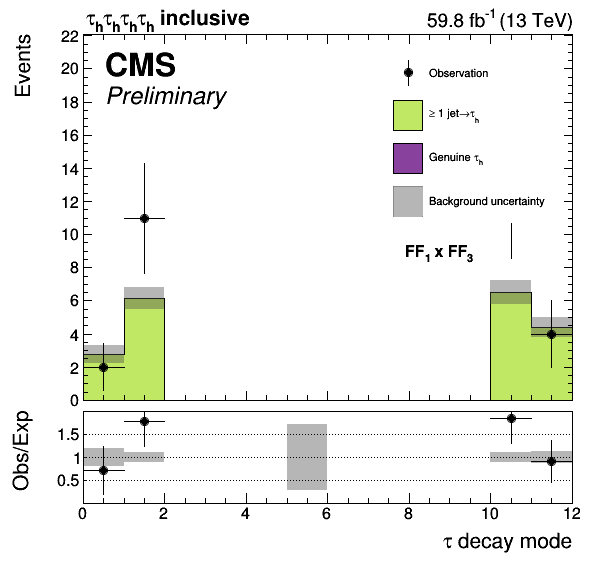 τhτhτhτh inclusive 59.8 fb⁻¹ (13 TeV)
Events
CMS
Preliminary
Observation
≥ 1 jet→τh
Genuine τh
Background uncertainty
FF₁ x FF₃
22
20
18
16
14
12
10
8
6
4
2
0
Obs/Exp
1.5
1
0.5
0 2 4 6 8 10 12
τ decay mode